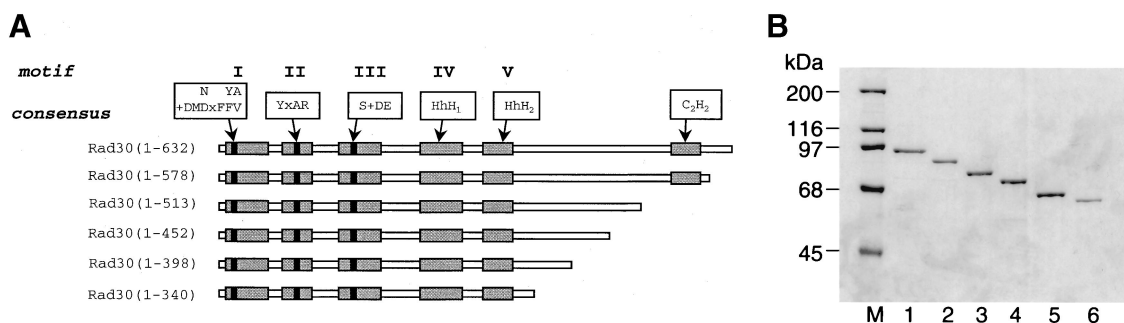 A
motif I II III IV V
N YA
+DMDxFFV YxAR S+DE HhH₁ HhH₂ C₂H₂
consensus
Rad30(1-632)
Rad30(1-578)
Rad30(1-513)
Rad30(1-452)
Rad30(1-398)
Rad30(1-340)
B
kDa
200
116
97
68
45
M 1 2 3 4 5 6